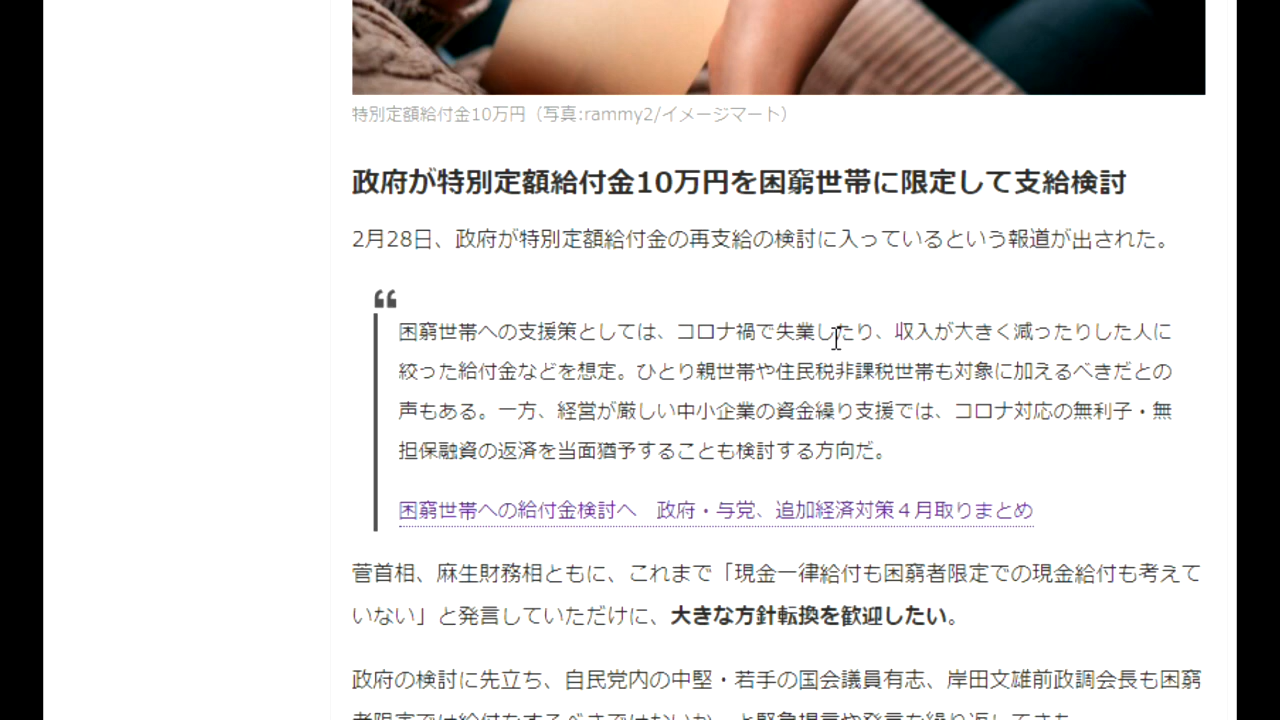 特別定額給付金10万円（写真:rammy2/イメージマート）
政府が特別定額給付金10万円を困窮世帯に限定して支給検討
2月28日、政府が特別定額給付金の再支給の検討に入っているという報道が出された。
困窮世帯への支援策としては、コロナ禍で失業したり、収入が大きく減ったりした人に
絞った給付金などを想定。ひとり親世帯や住民税非課税世帯も対象に加えるべきだとの
声もある。一方、経営が厳しい中小企業の資金繰り支援では、コロナ対応の無利子・無
担保融資の返済を当面猶予することも検討する方向だ。
困窮世帯への給付金検討へ　政府・与党、追加経済対策４月取りまとめ
菅首相、麻生財務相ともに、これまで「現金一律給付も困窮者限定での現金給付も考えて
いない」と発言していただけに、大きな方針転換を歓迎したい。
政府の検討に先立ち、自民党内の中堅・若手の国会議員有志、岸田文雄前政調会長も困窮